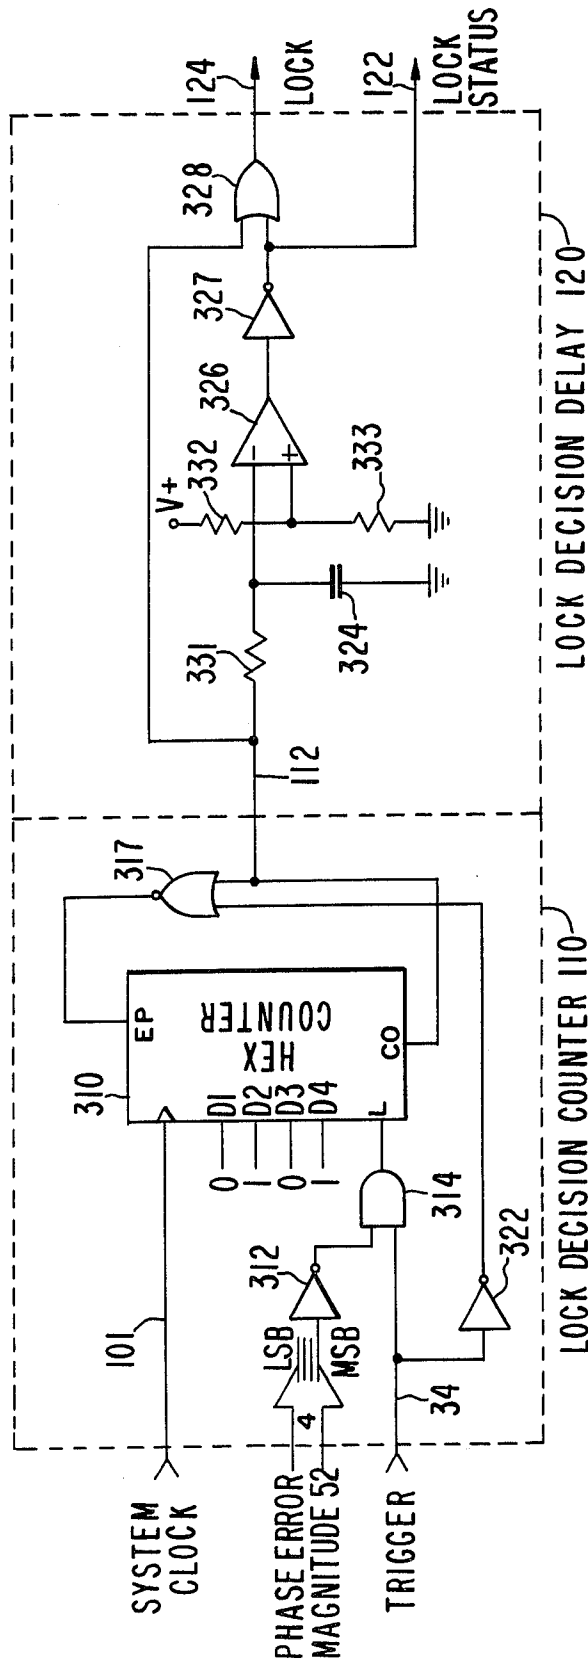 SYSTEM
CLOCK
101
PHASE ERROR
MAGNITUDE 52
4
LSB
MSB
312
TRIGGER
34
322
314
310
EP
D1
D2
D3
D4
0
1
0
1
HEX
COUNTER
L
CO
317
LOCK DECISION COUNTER 110
112
331
324
V+
332
333
−
+
326
327
328
124
LOCK
122
LOCK
STATUS
LOCK DECISION DELAY 120